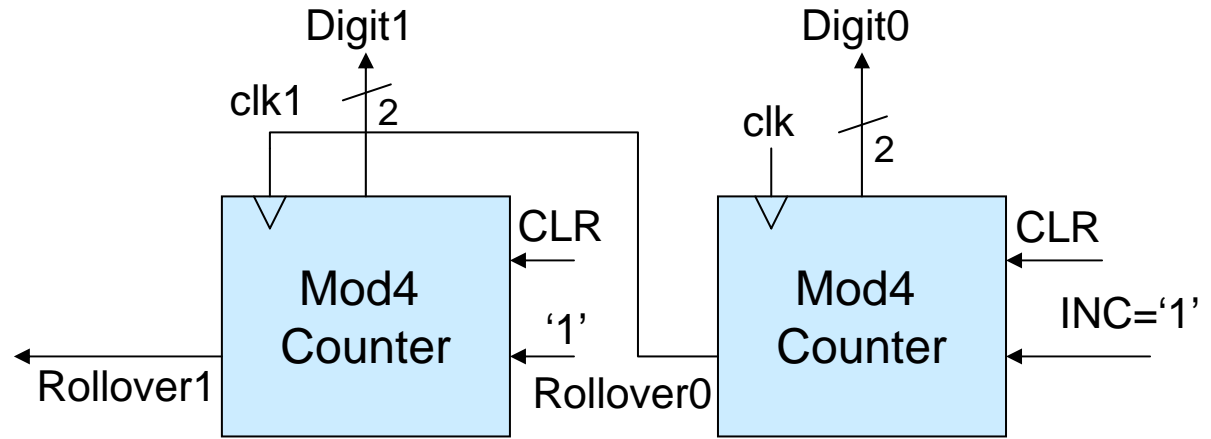 Digit1
Digit0
clk1
2
clk
2
CLR
CLR
Mod4
Counter
‘1’
Mod4
Counter
INC=‘1’
Rollover1
Rollover0